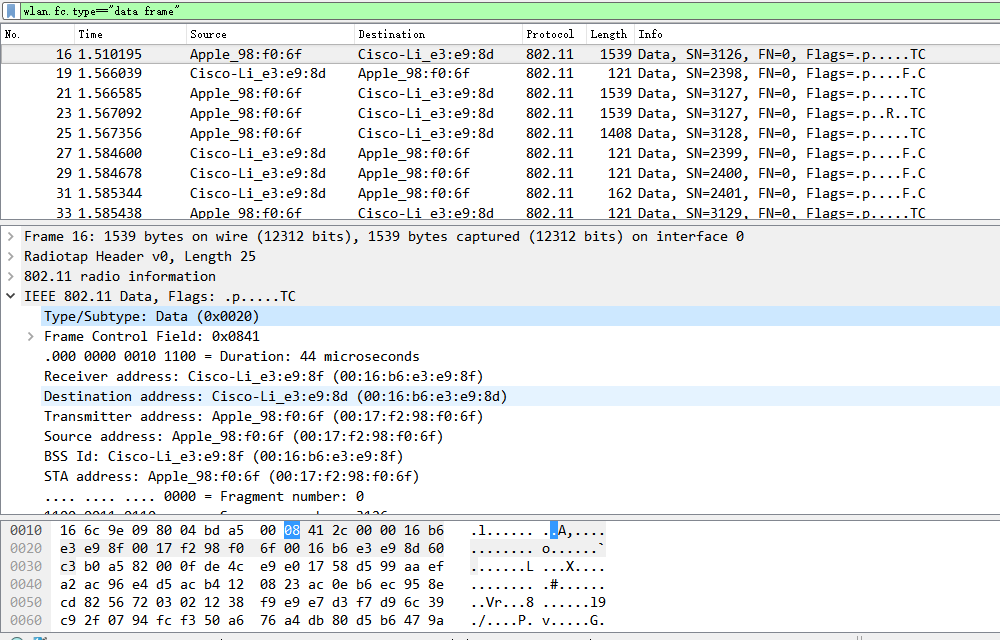 wlan.fc.type=="data frame"
No. Time Source Destination Protocol Length Info
16 1.510195 Apple_98:f0:6f Cisco-Li_e3:e9:8d 802.11 1539 Data, SN=3126, FN=0, Flags=.p.....TC
19 1.566039 Cisco-Li_e3:e9:8d Apple_98:f0:6f 802.11 121 Data, SN=2398, FN=0, Flags=.p....F.C
21 1.566585 Apple_98:f0:6f Cisco-Li_e3:e9:8d 802.11 1539 Data, SN=3127, FN=0, Flags=.p.....TC
23 1.567092 Apple_98:f0:6f Cisco-Li_e3:e9:8d 802.11 1539 Data, SN=3127, FN=0, Flags=.p..R..TC
25 1.567356 Apple_98:f0:6f Cisco-Li_e3:e9:8d 802.11 1408 Data, SN=3128, FN=0, Flags=.p.....TC
27 1.584600 Cisco-Li_e3:e9:8d Apple_98:f0:6f 802.11 121 Data, SN=2399, FN=0, Flags=.p....F.C
29 1.584678 Cisco-Li_e3:e9:8d Apple_98:f0:6f 802.11 121 Data, SN=2400, FN=0, Flags=.p....F.C
31 1.585344 Cisco-Li_e3:e9:8d Apple_98:f0:6f 802.11 162 Data, SN=2401, FN=0, Flags=.p....F.C
33 1.585438 Apple_98:f0:6f Cisco-Li_e3:e9:8d 802.11 121 Data, SN=3129, FN=0, Flags=.p.....TC
Frame 16: 1539 bytes on wire (12312 bits), 1539 bytes captured (12312 bits) on interface 0
Radiotap Header v0, Length 25
802.11 radio information
IEEE 802.11 Data, Flags: .p.....TC
Type/Subtype: Data (0x0020)
Frame Control Field: 0x0841
.000 0000 0010 1100 = Duration: 44 microseconds
Receiver address: Cisco-Li_e3:e9:8f (00:16:b6:e3:e9:8f)
Destination address: Cisco-Li_e3:e9:8d (00:16:b6:e3:e9:8d)
Transmitter address: Apple_98:f0:6f (00:17:f2:98:f0:6f)
Source address: Apple_98:f0:6f (00:17:f2:98:f0:6f)
BSS Id: Cisco-Li_e3:e9:8f (00:16:b6:e3:e9:8f)
STA address: Apple_98:f0:6f (00:17:f2:98:f0:6f)
.... .... .... 0000 = Fragment number: 0
0010 16 6c 9e 09 80 04 bd a5 00 08 41 2c 00 00 16 b6 .l...... ..A,....
0020 e3 e9 8f 00 17 f2 98 f0 6f 00 16 b6 e3 e9 8d 60 ........ o......`
0030 c3 b0 a5 82 00 0f de 4c e9 e0 17 58 d5 99 aa ef .......L ...X....
0040 a2 ac 96 e4 d5 ac b4 12 08 23 ac 0e b6 ec 95 8e ........ .#......
0050 cd 82 56 72 03 02 12 38 f9 e9 e7 d3 f7 d9 6c 39 ..Vr...8 ......l9
0060 c9 2f 07 94 fc f3 50 a6 76 a4 db 80 d5 b6 47 9a ./....P. v.....G.